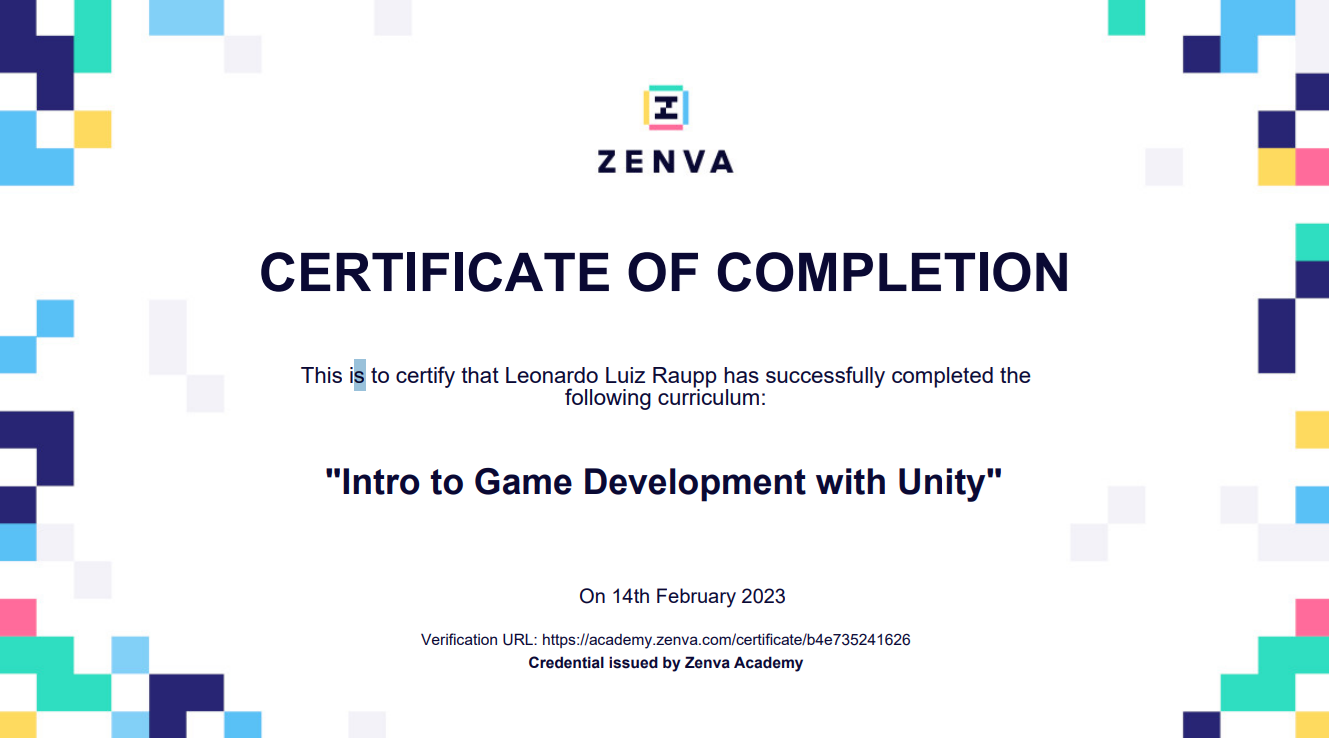 ZENVA
CERTIFICATE OF COMPLETION
This is to certify that Leonardo Luiz Raupp has successfully completed the
following curriculum:
"Intro to Game Development with Unity"
On 14th February 2023
Verification URL: https://academy.zenva.com/certificate/b4e735241626
Credential issued by Zenva Academy